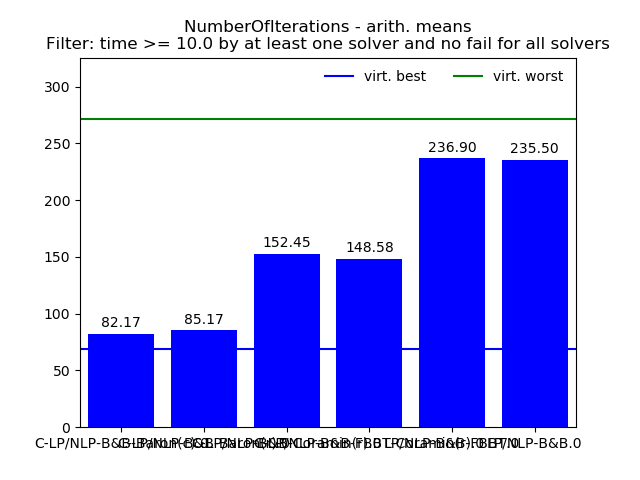 NumberOfIterations - arith. means
Filter: time >= 10.0 by at least one solver and no fail for all solvers
virt. best virt. worst
300
250
200
150
100
50
0
82.17 85.17 152.45 148.58 236.90 235.50
C-LP/NLP-B&B